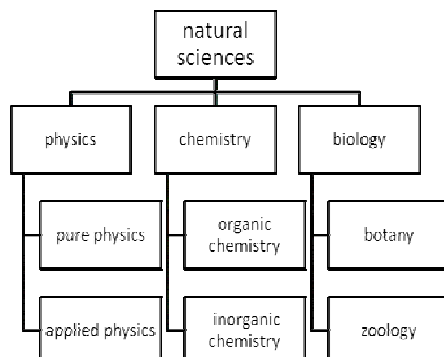 natural
sciences
physics
chemistry
biology
pure physics
organic
chemistry
botany
applied physics
inorganic
chemistry
zoology